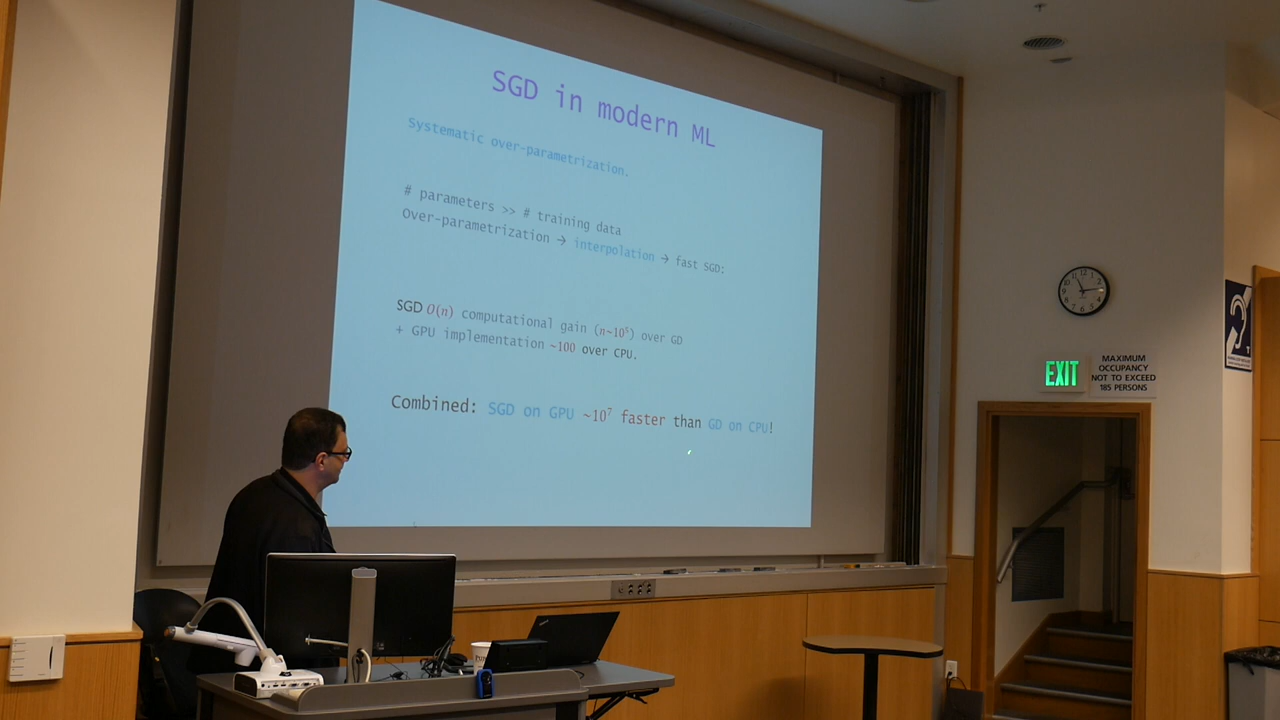 SGD in modern ML
Systematic over-parametrization.
# parameters >> # training data
Over-parametrization → interpolation → fast SGD:
SGD O(n) computational gain (n~10⁵) over GD
+ GPU implementation ~100 over CPU.
Combined: SGD on GPU ~10⁷ faster than GD on CPU!
EXIT
MAXIMUM
OCCUPANCY
NOT TO EXCEED
185 PERSONS